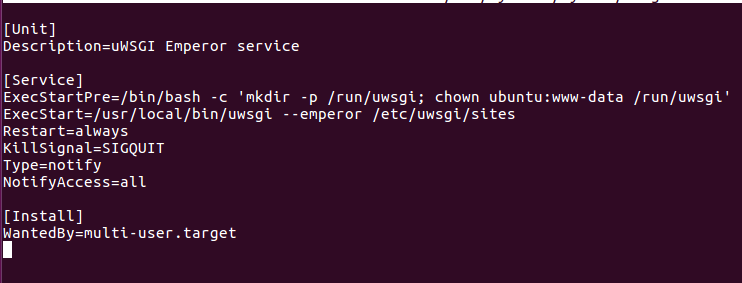 [Unit]
Description=uWSGI Emperor service
[Service]
ExecStartPre=/bin/bash -c 'mkdir -p /run/uwsgi; chown ubuntu:www-data /run/uwsgi'
ExecStart=/usr/local/bin/uwsgi --emperor /etc/uwsgi/sites
Restart=always
KillSignal=SIGQUIT
Type=notify
NotifyAccess=all
[Install]
WantedBy=multi-user.target